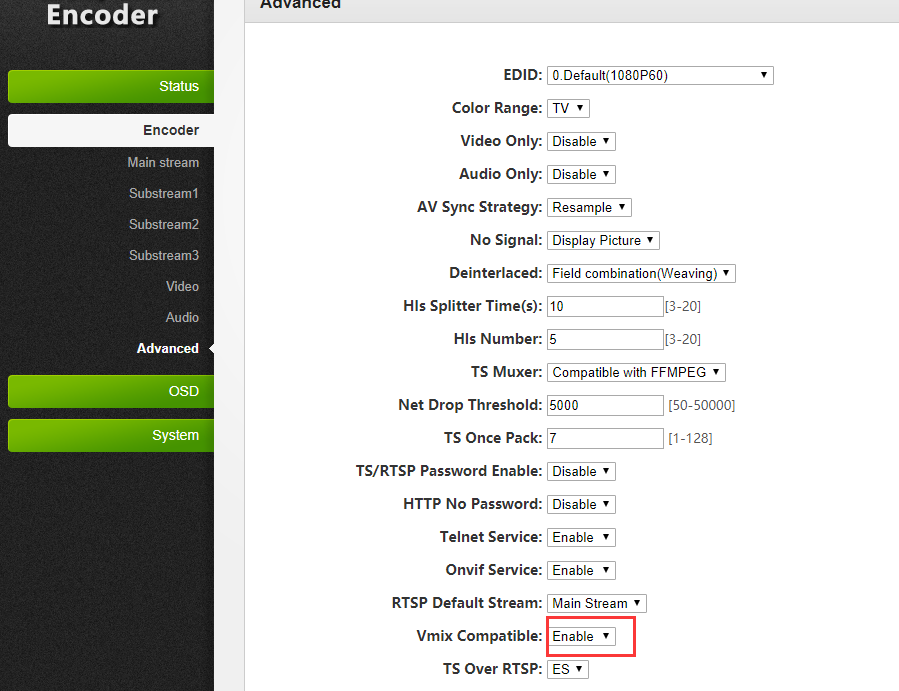 Encoder
Status
Encoder
Main stream
Substream1
Substream2
Substream3
Video
Audio
Advanced
OSD
System
Advanced
EDID: 0.Default(1080P60)
Color Range: TV
Video Only: Disable
Audio Only: Disable
AV Sync Strategy: Resample
No Signal: Display Picture
Deinterlaced: Field combination(Weaving)
Hls Splitter Time(s): 10 [3-20]
Hls Number: 5 [3-20]
TS Muxer: Compatible with FFMPEG
Net Drop Threshold: 5000 [50-50000]
TS Once Pack: 7 [1-128]
TS/RTSP Password Enable: Disable
HTTP No Password: Disable
Telnet Service: Enable
Onvif Service: Enable
RTSP Default Stream: Main Stream
Vmix Compatible: Enable
TS Over RTSP: ES